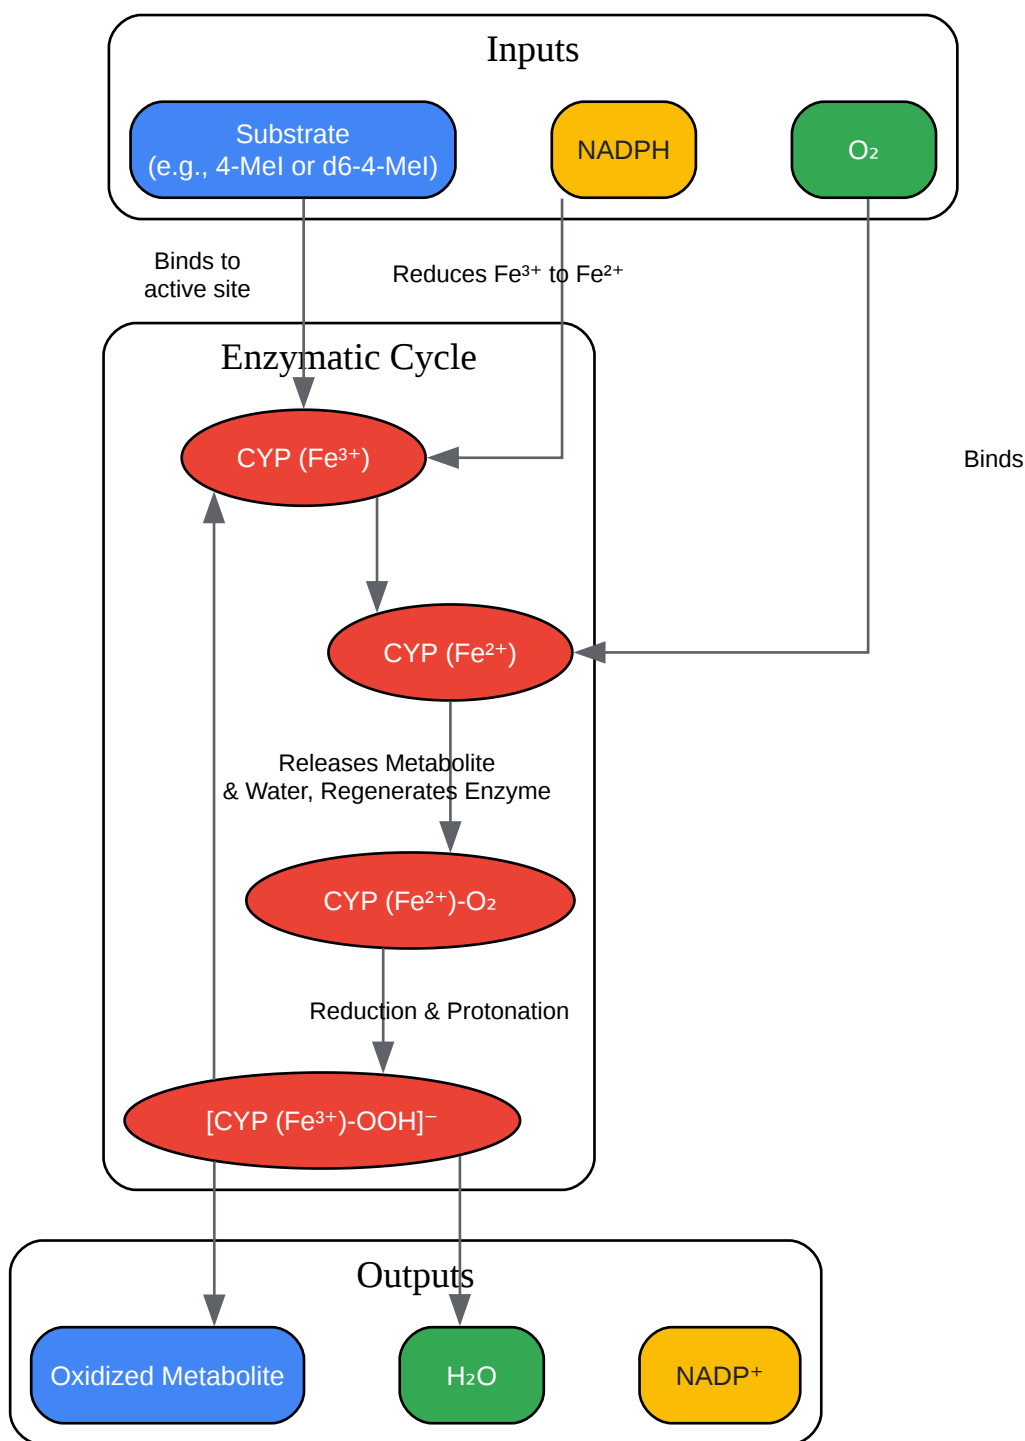 Inputs
Substrate
(e.g., 4-MeI or d6-4-MeI)
NADPH
O₂
Binds to
active site
Reduces Fe³⁺ to Fe²⁺
Enzymatic Cycle
CYP (Fe³⁺)
Binds
CYP (Fe²⁺)
Releases Metabolite
& Water, Regenerates Enzyme
CYP (Fe²⁺)-O₂
Reduction & Protonation
[CYP (Fe³⁺)-OOH]⁻
Outputs
Oxidized Metabolite
H₂O
NADP⁺